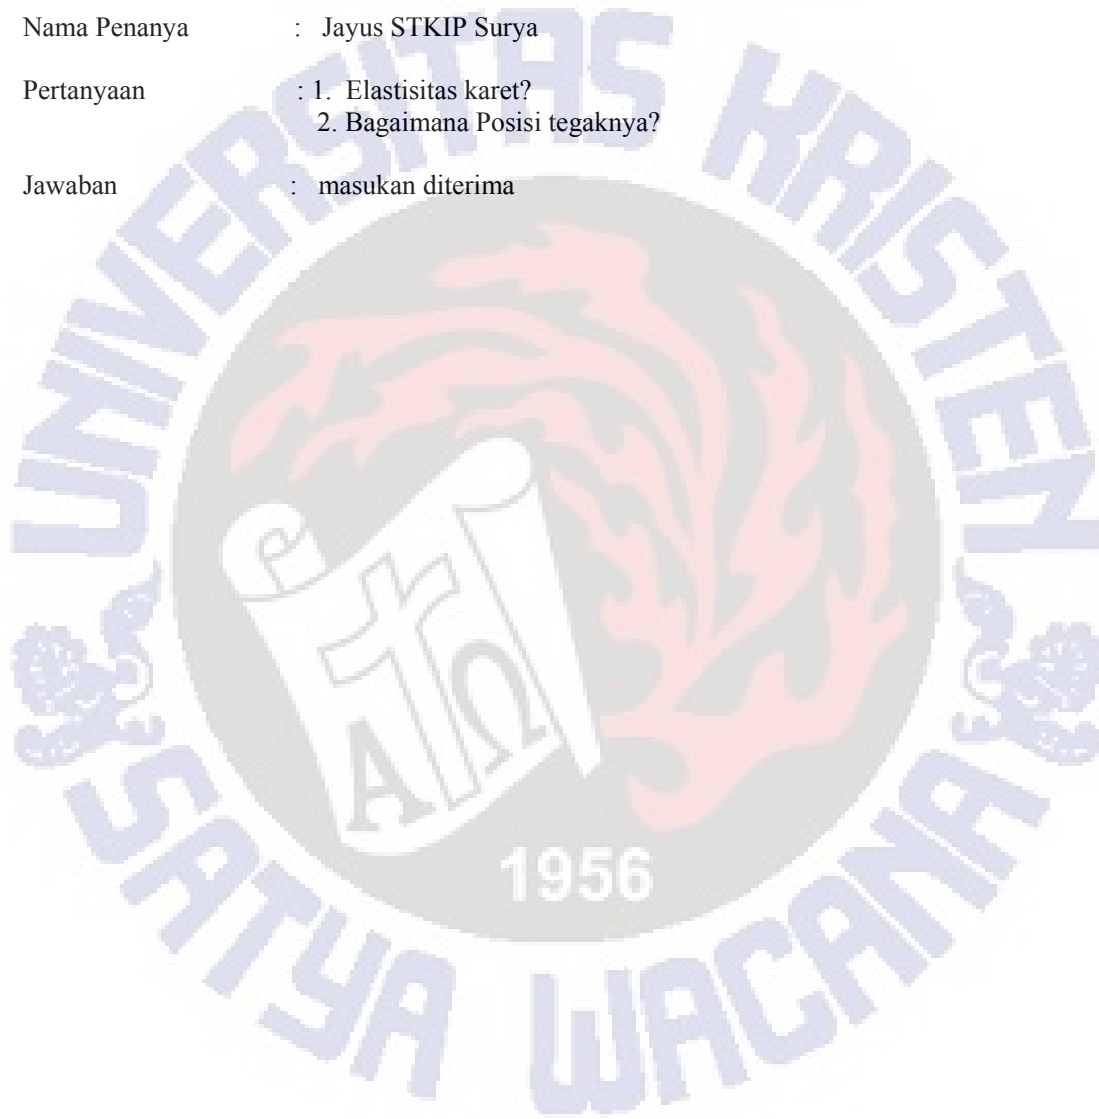 Nama Penanya : Jayus STKIP Surya
Pertanyaan : 1. Elastisitas karet?
2. Bagaimana Posisi tegaknya?
Jawaban : masukan diterima
UNIVERSITAS KRISTEN
Α Ω
1956
SATYA WACANA